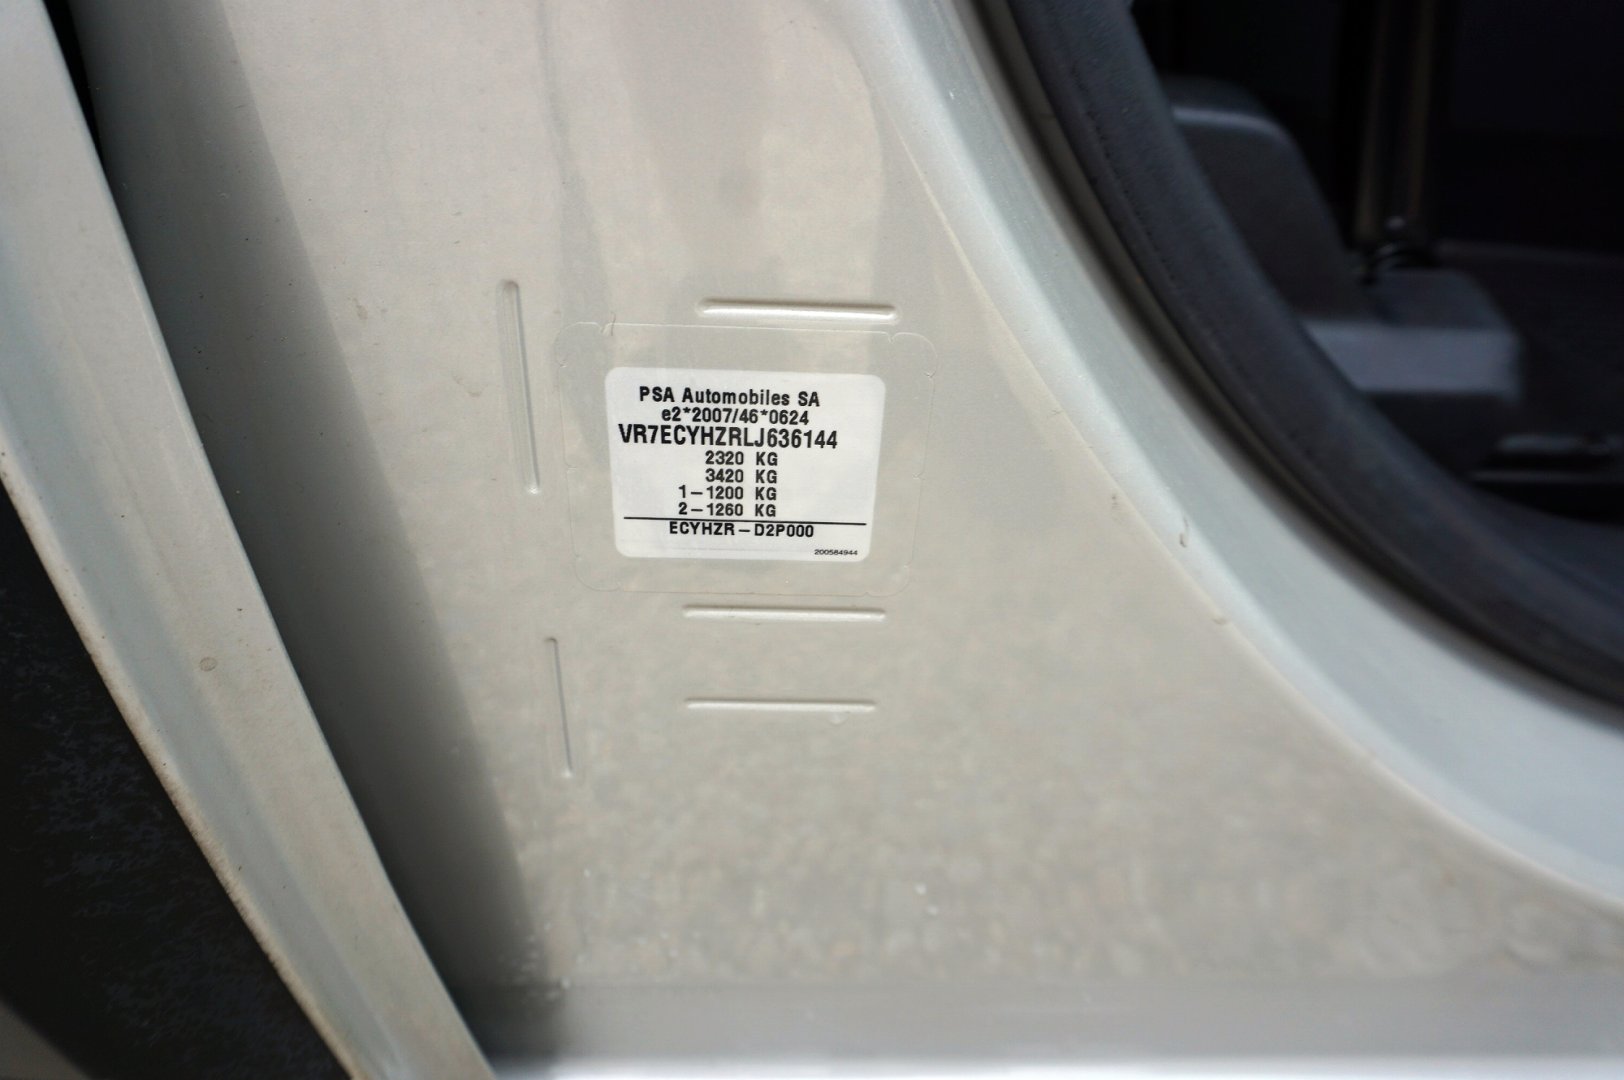 PSA Automobiles SA
e2*2007/46*0624
VR7ECYHZRLJ636144
2320 KG
3420 KG
1-1200 KG
2-1260 KG
ECYHZR-D2P000
200584944